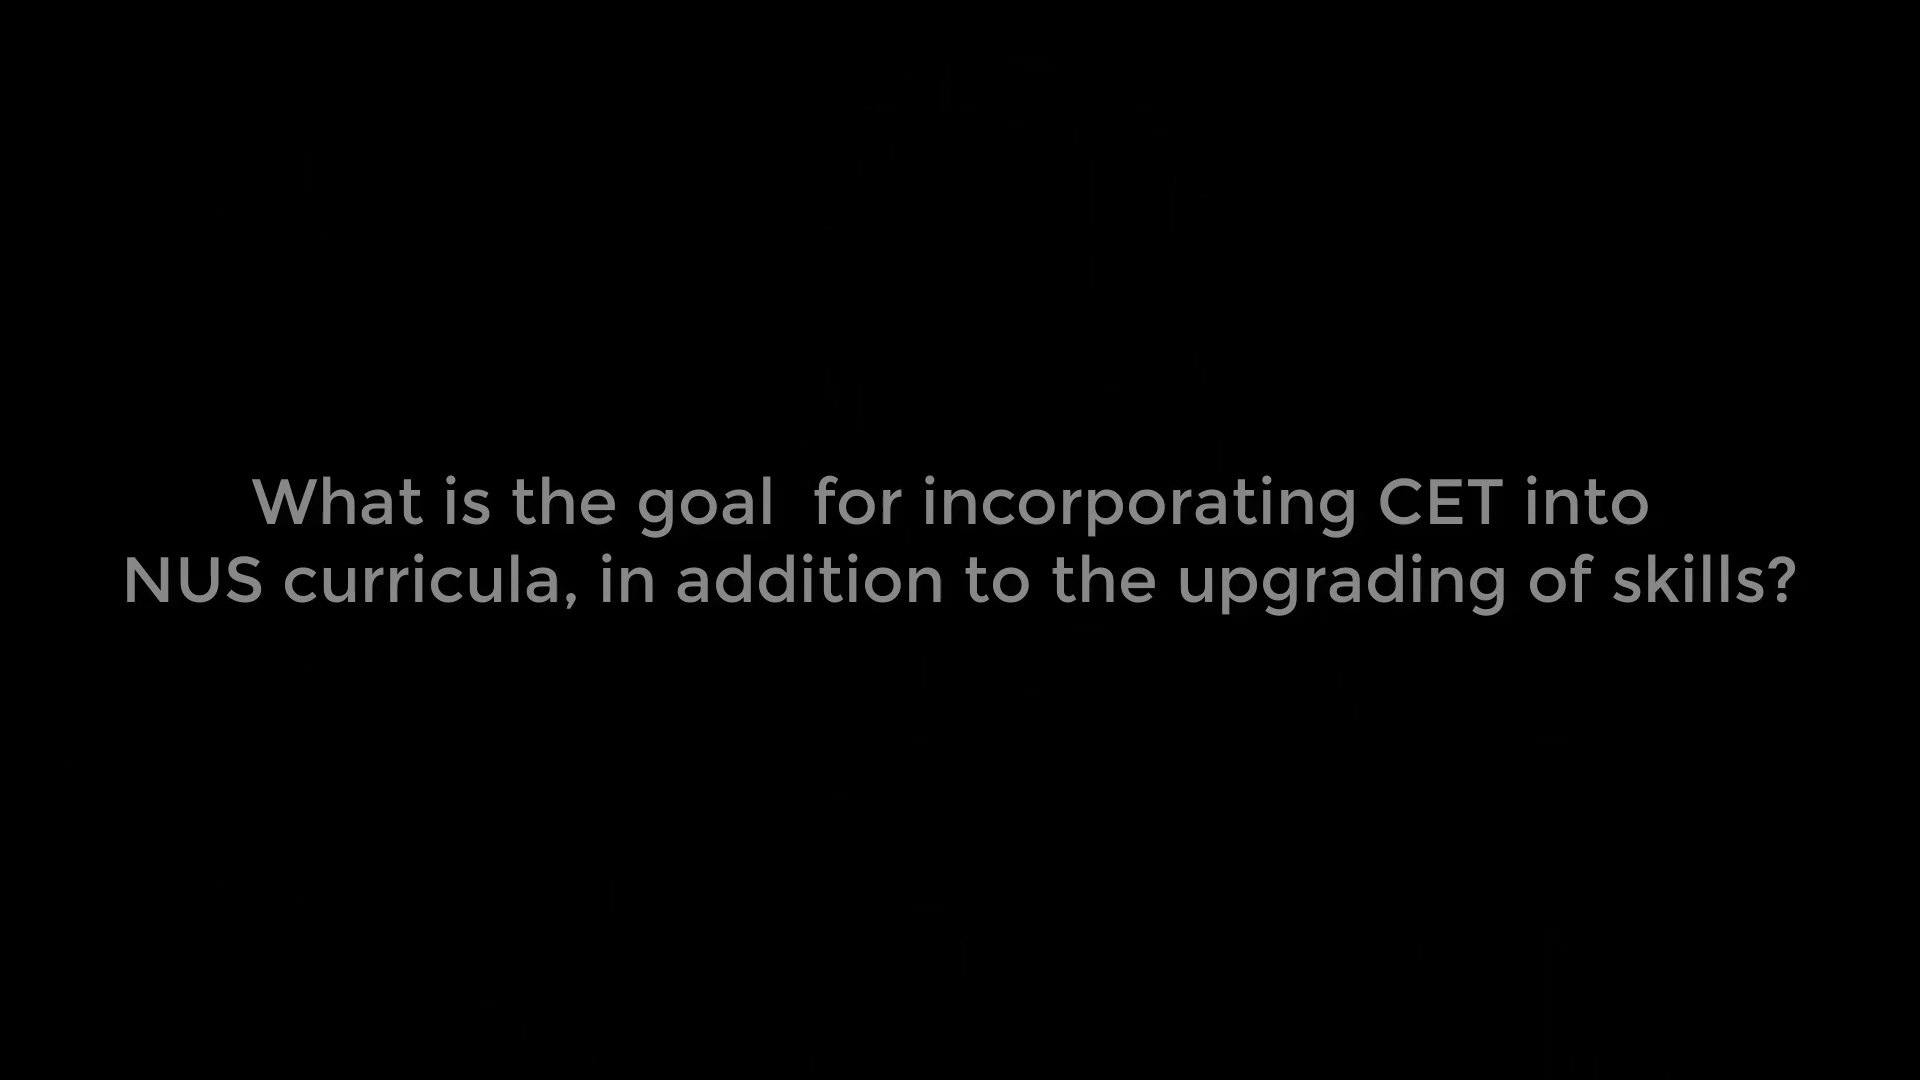 What is the goal  for incorporating CET into
NUS curricula, in addition to the upgrading of skills?